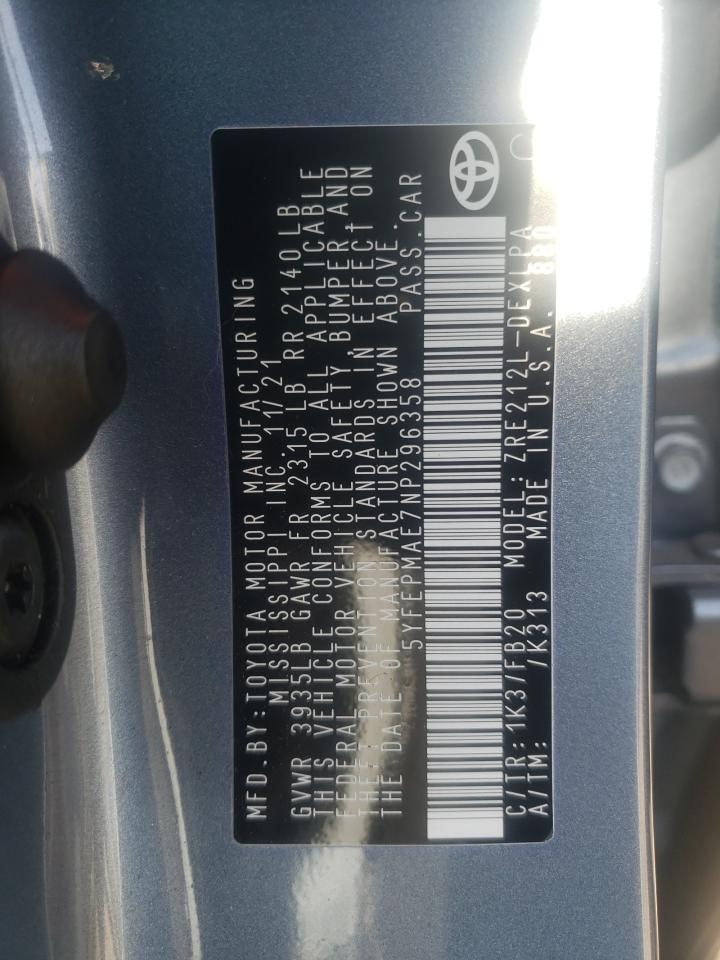 MFD.BY:TOYOTA MOTOR MANUFACTURING
MISSISSIPPI INC. 11/21
GVWR 3935LB GAWR FR 2315 LB RR 2140LB
THIS VEHICLE CONFORMS TO ALL APPLICABLE
FEDERAL MOTOR VEHICLE SAFETY, BUMPER, AND
THEFT PREVENTION STANDARDS IN EFFECT ON
THE DATE OF MANUFACTURE SHOWN ABOVE.
5YFEPMAE7NP296358 PASS.CAR
C/TR: 1K3/FB20 MODEL: ZRE212L-DEXLPA
A/TM: /K313 MADE IN U.S.A. 880